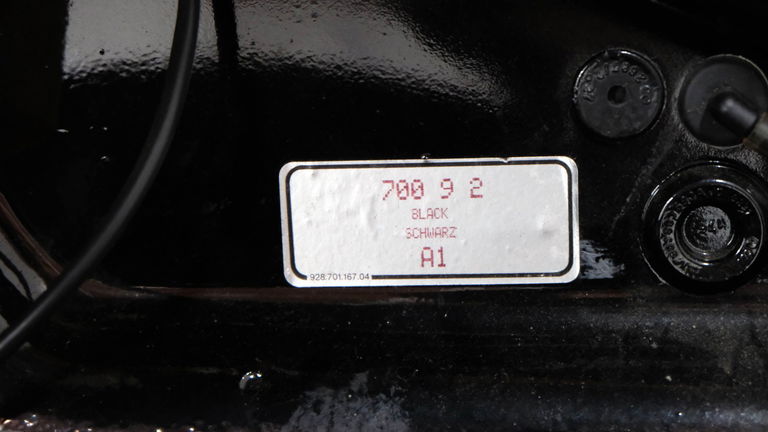 700 9 2
BLACK
SCHWARZ
A1
928.701.167.04